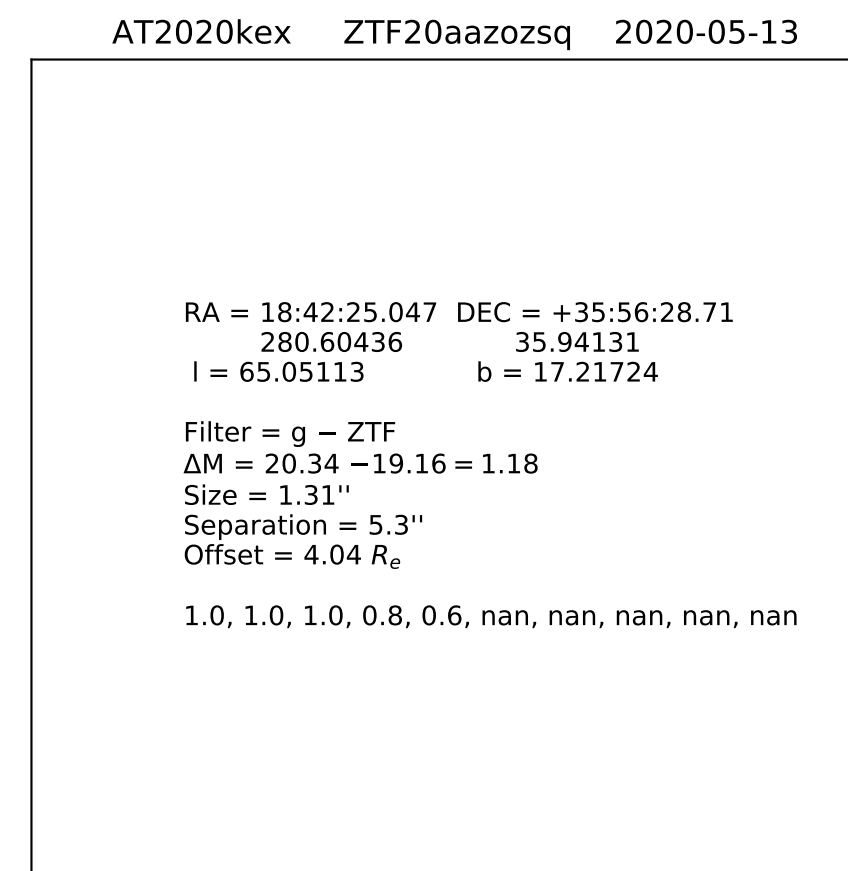 AT2020kex ZTF20aazozsq 2020-05-13
RA = 18:42:25.047 DEC = +35:56:28.71
280.60436 35.94131
l = 65.05113 b = 17.21724
Filter = g − ZTF
ΔM = 20.34 −19.16 = 1.18
Size = 1.31''
Separation = 5.3''
Offset = 4.04 Re
1.0, 1.0, 1.0, 0.8, 0.6, nan, nan, nan, nan, nan